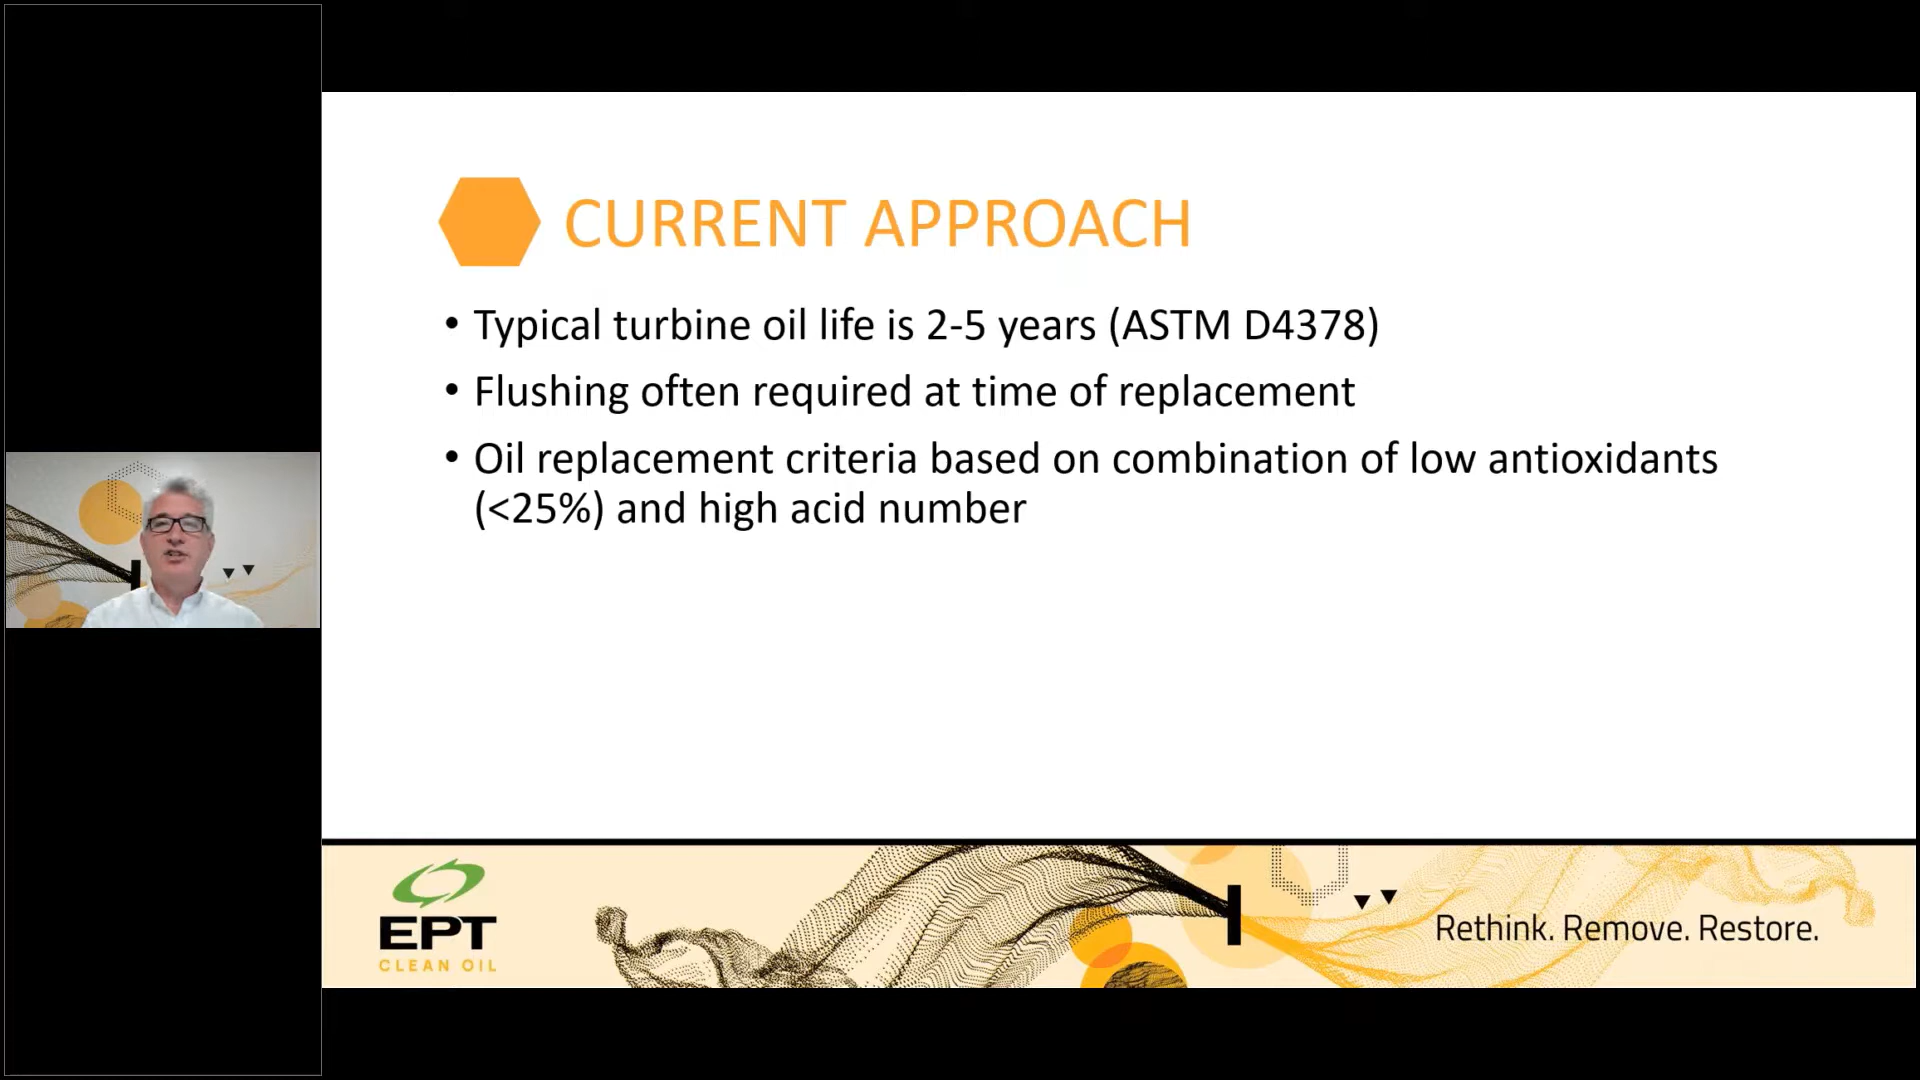 CURRENT APPROACH
• Typical turbine oil life is 2-5 years (ASTM D4378)
• Flushing often required at time of replacement
• Oil replacement criteria based on combination of low antioxidants
(<25%) and high acid number
EPT
CLEAN OIL
Rethink. Remove. Restore.